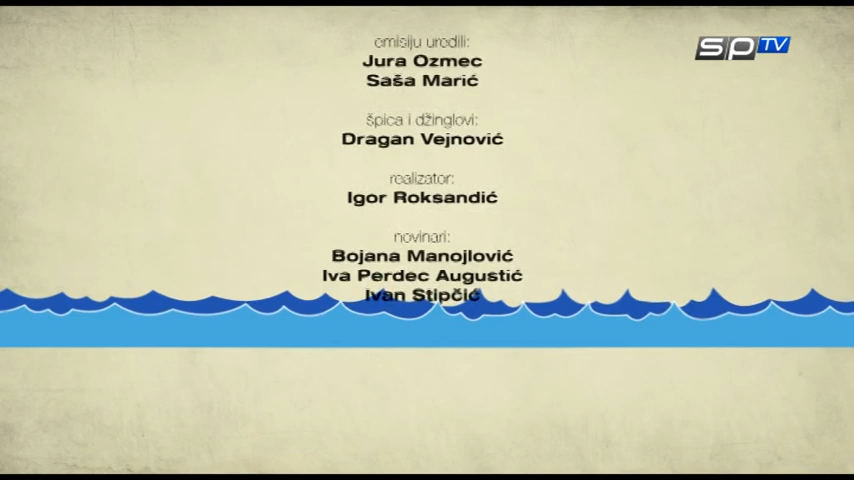 emisiju uredili:
Jura Ozmec
Saša Marić
SPTV
špica i džinglovi:
Dragan Vejnović
realizator:
Igor Roksandić
novinari:
Bojana Manojlović
Iva Perdec Augustić
Ivan Stipčić